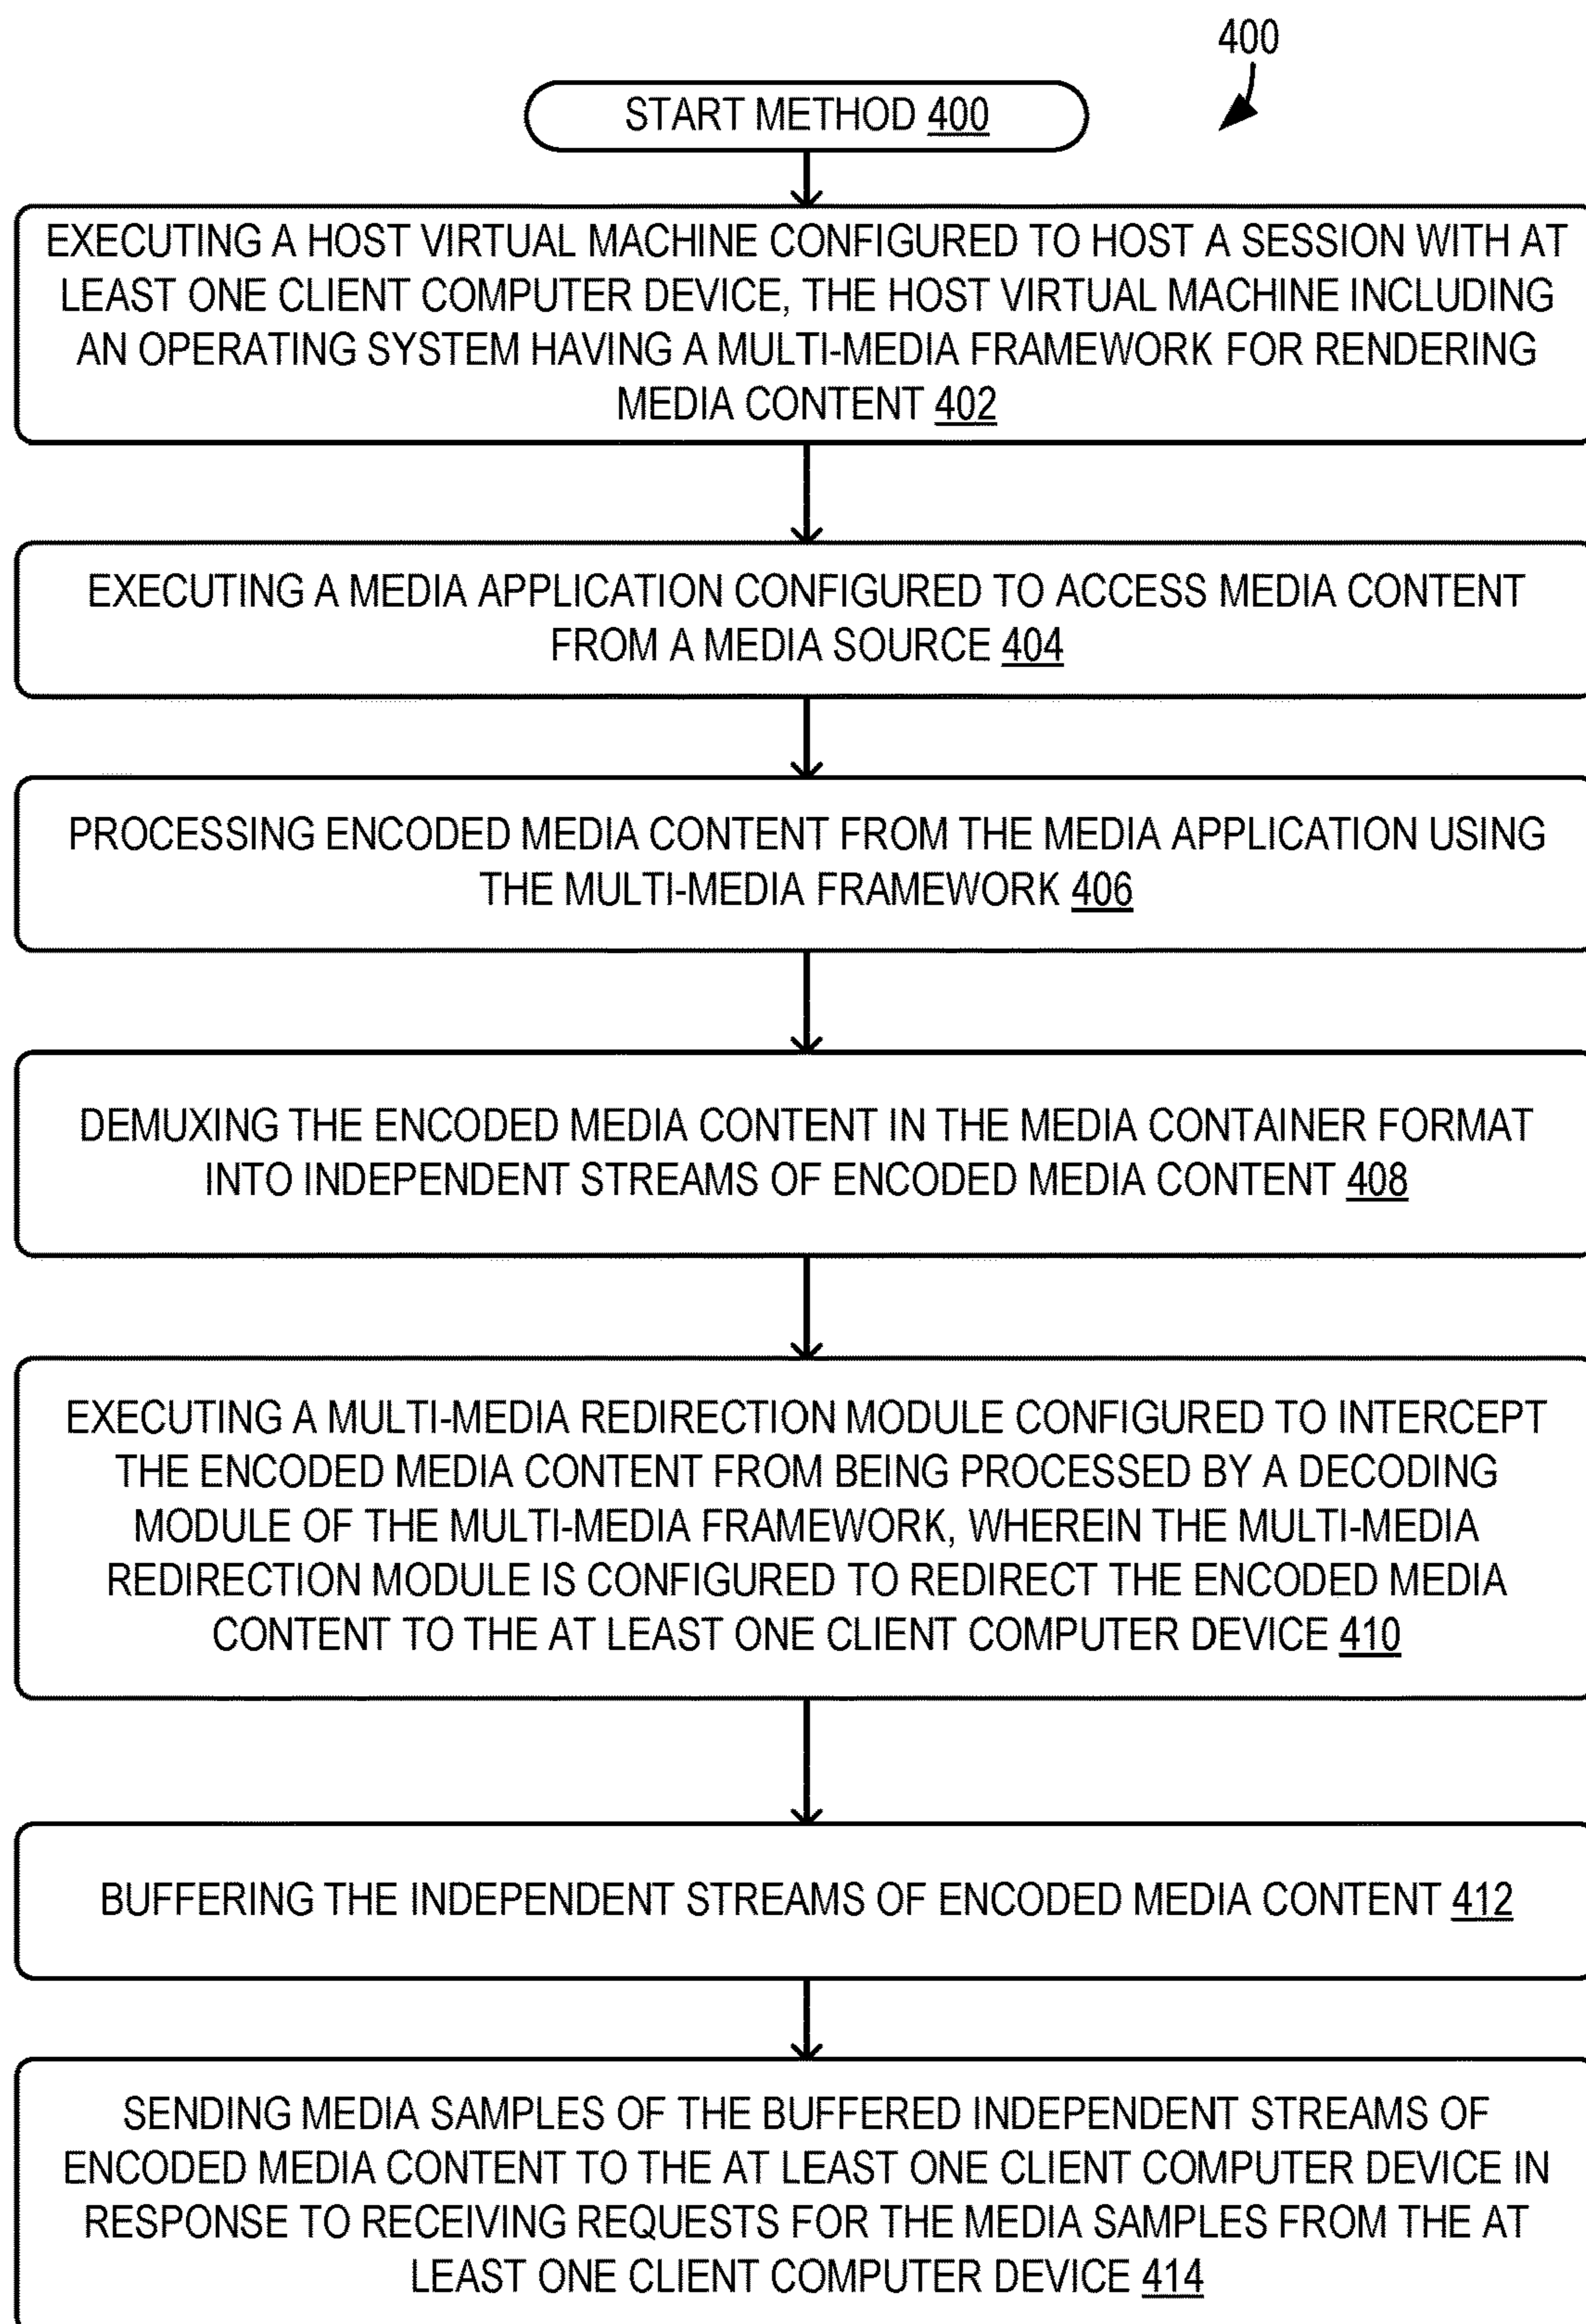 400
START METHOD 400
EXECUTING A HOST VIRTUAL MACHINE CONFIGURED TO HOST A SESSION WITH AT
LEAST ONE CLIENT COMPUTER DEVICE, THE HOST VIRTUAL MACHINE INCLUDING
AN OPERATING SYSTEM HAVING A MULTI-MEDIA FRAMEWORK FOR RENDERING
MEDIA CONTENT 402
EXECUTING A MEDIA APPLICATION CONFIGURED TO ACCESS MEDIA CONTENT
FROM A MEDIA SOURCE 404
PROCESSING ENCODED MEDIA CONTENT FROM THE MEDIA APPLICATION USING
THE MULTI-MEDIA FRAMEWORK 406
DEMUXING THE ENCODED MEDIA CONTENT IN THE MEDIA CONTAINER FORMAT
INTO INDEPENDENT STREAMS OF ENCODED MEDIA CONTENT 408
EXECUTING A MULTI-MEDIA REDIRECTION MODULE CONFIGURED TO INTERCEPT
THE ENCODED MEDIA CONTENT FROM BEING PROCESSED BY A DECODING
MODULE OF THE MULTI-MEDIA FRAMEWORK, WHEREIN THE MULTI-MEDIA
REDIRECTION MODULE IS CONFIGURED TO REDIRECT THE ENCODED MEDIA
CONTENT TO THE AT LEAST ONE CLIENT COMPUTER DEVICE 410
BUFFERING THE INDEPENDENT STREAMS OF ENCODED MEDIA CONTENT 412
SENDING MEDIA SAMPLES OF THE BUFFERED INDEPENDENT STREAMS OF
ENCODED MEDIA CONTENT TO THE AT LEAST ONE CLIENT COMPUTER DEVICE IN
RESPONSE TO RECEIVING REQUESTS FOR THE MEDIA SAMPLES FROM THE AT
LEAST ONE CLIENT COMPUTER DEVICE 414